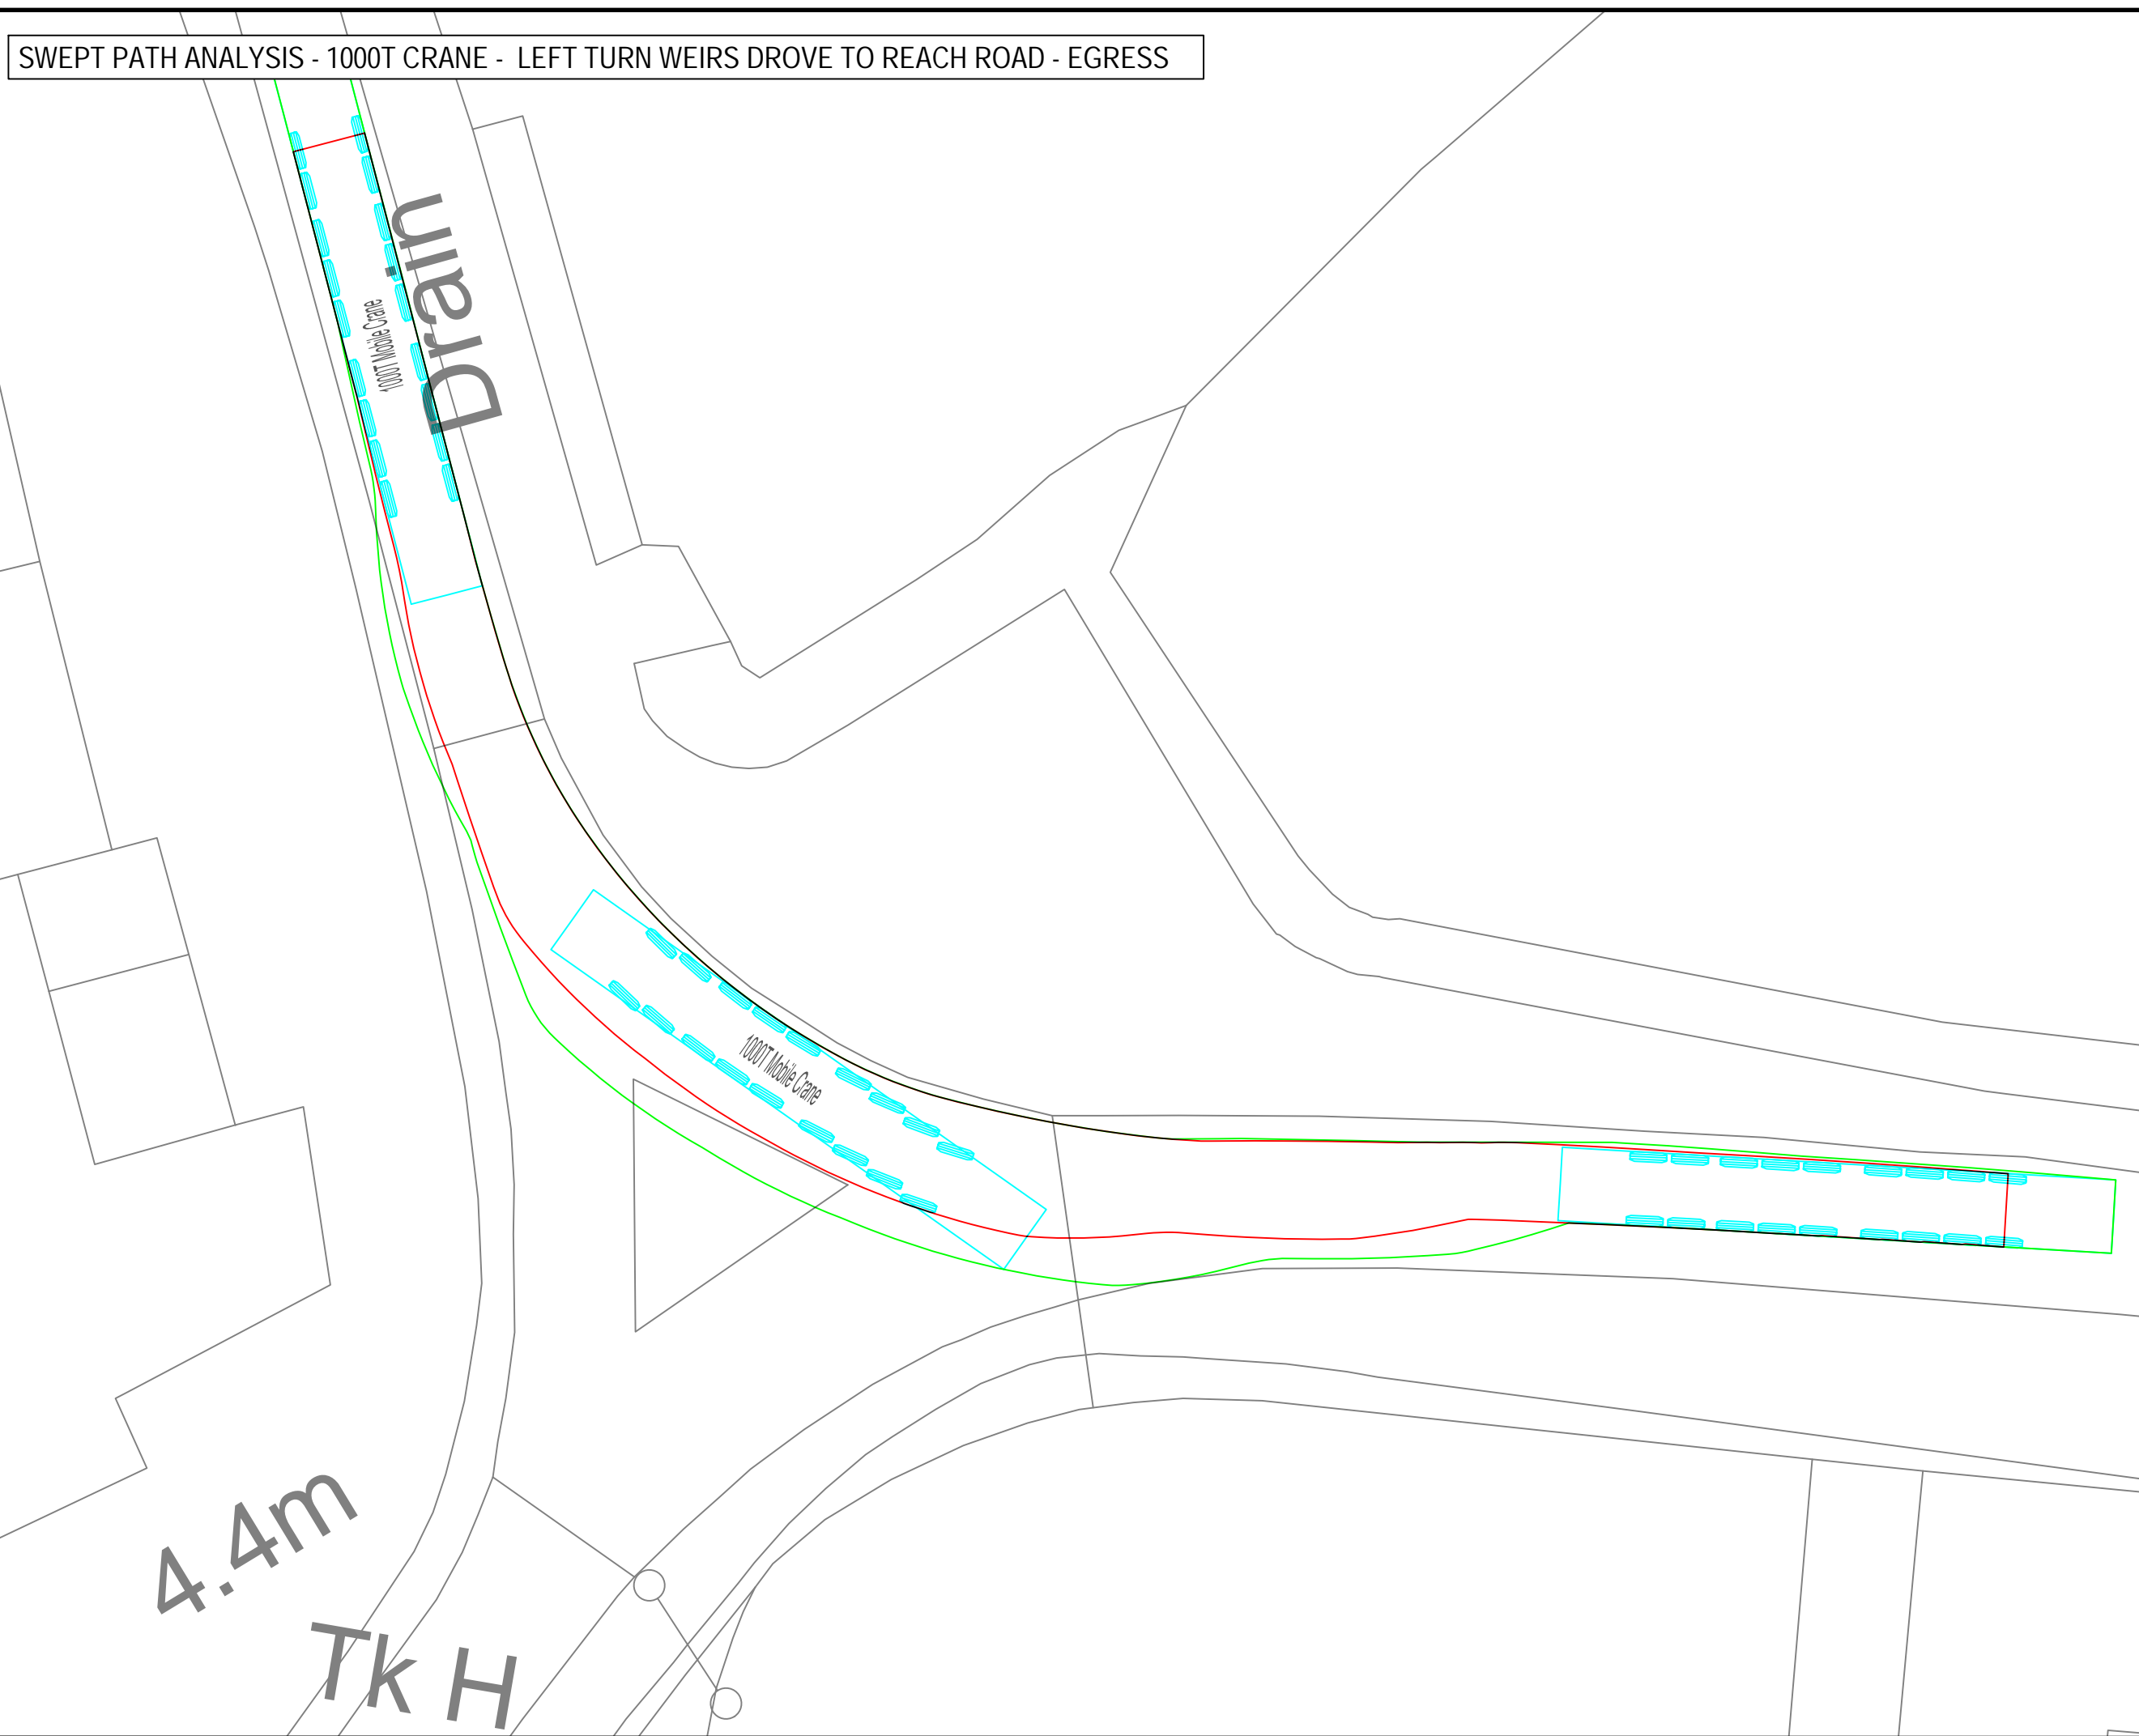 SWEPT PATH ANALYSIS - 1000T CRANE - LEFT TURN WEIRS DROVE TO REACH ROAD - EGRESS
Drain
1000T Mobile Crane
1000T Mobile Crane
4.4m
Tk H